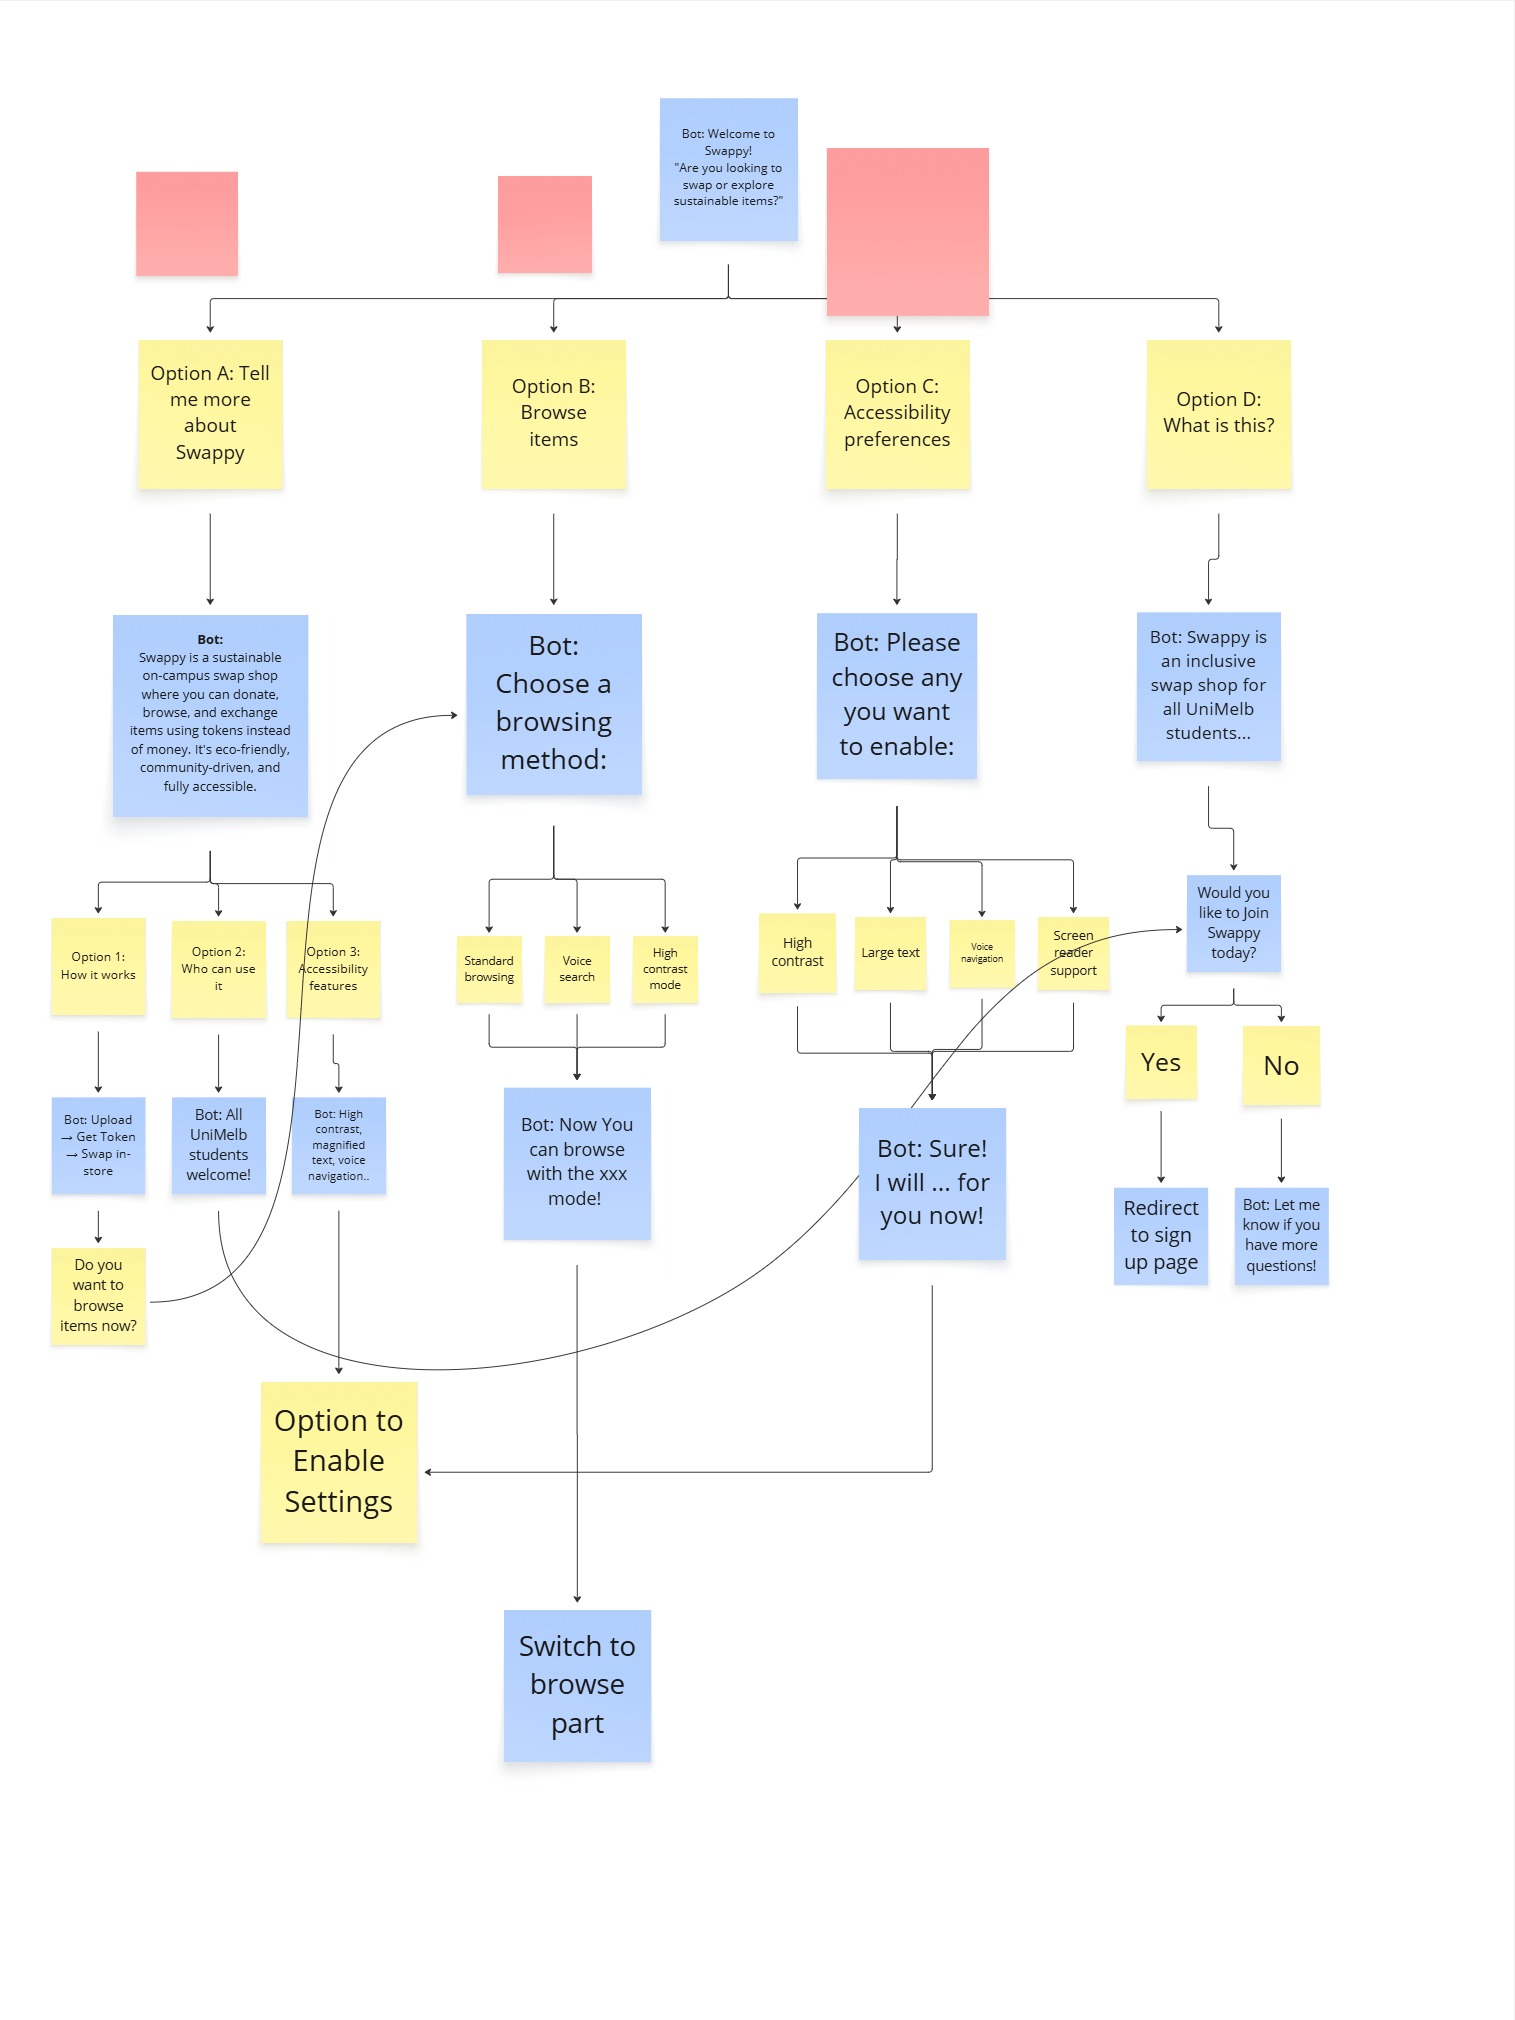 Bot: Welcome to
Swappy!
"Are you looking to
swap or explore
sustainable items?"
Option A: Tell
me more
about
Swappy
Option B:
Browse
items
Option C:
Accessibility
preferences
Option D:
What is this?
Bot:
Swappy is a sustainable
on-campus swap shop
where you can donate,
browse, and exchange
items using tokens instead
of money. It's eco-friendly,
community-driven, and
fully accessible.
Bot:
Choose a
browsing
method:
Bot: Please
choose any
you want
to enable:
Bot: Swappy is
an inclusive
swap shop for
all UniMelb
students...
Option 1:
How it works
Option 2:
Who can use
it
Option 3:
Accessibility
features
Standard
browsing
Voice
search
High
contrast
mode
High
contrast
Large text
Voice
navigation
Screen
reader
support
Would you
like to Join
Swappy
today?
Yes
No
Bot: Upload
→ Get Token
→ Swap in-
store
Bot: All
UniMelb
students
welcome!
Bot: High
contrast,
magnified
text, voice
navigation..
Bot: Now You
can browse
with the xxx
mode!
Bot: Sure!
I will ... for
you now!
Redirect
to sign
up page
Bot: Let me
know if you
have more
questions!
Do you
want to
browse
items now?
Option to
Enable
Settings
Switch to
browse
part